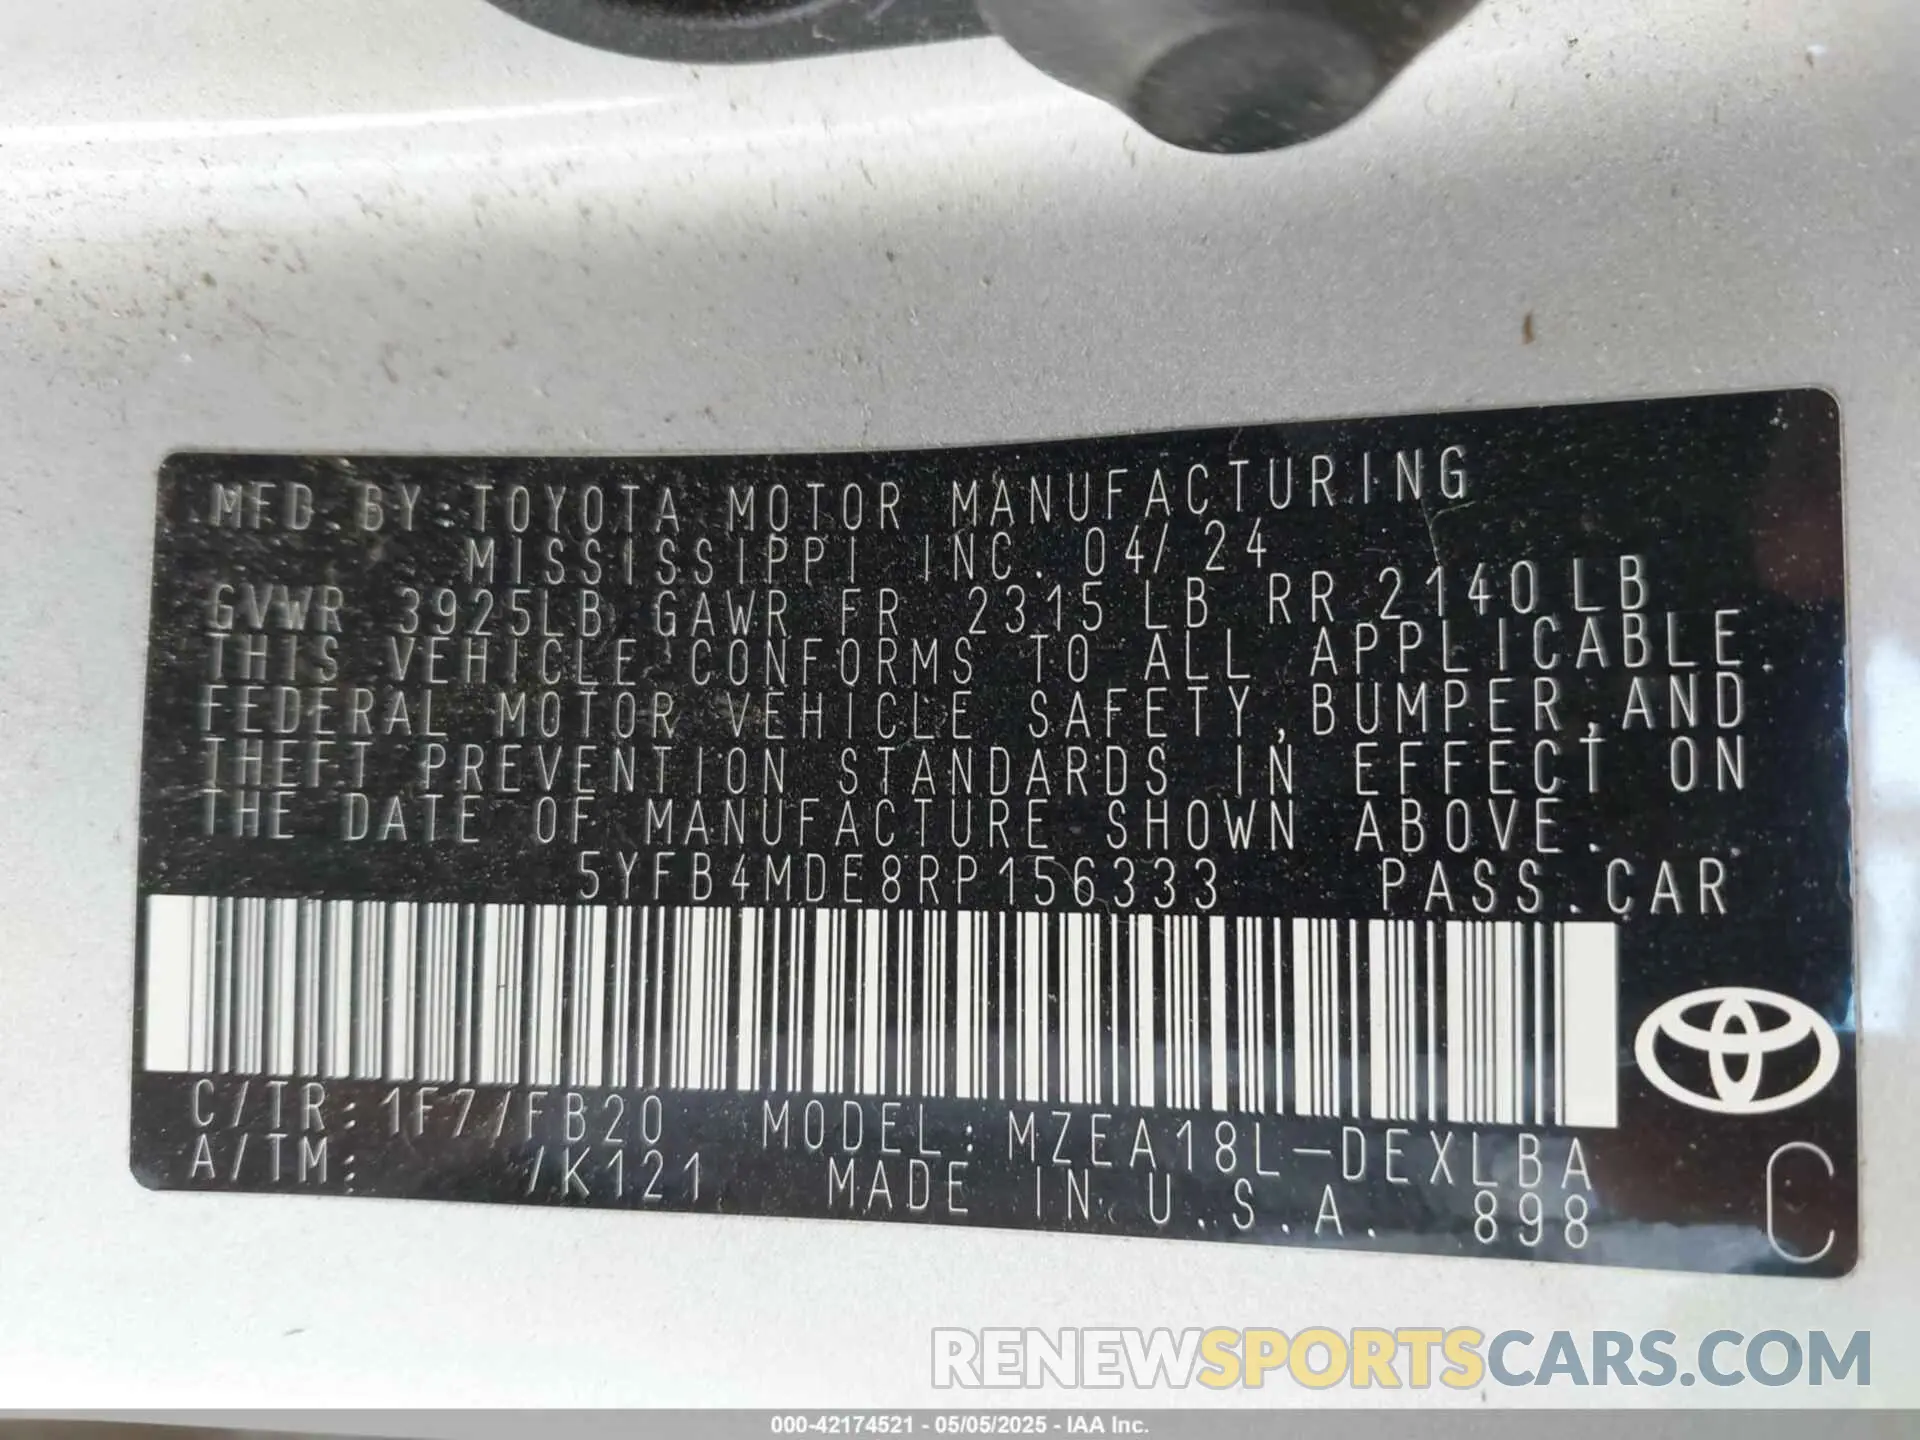 MFD. BY: TOYOTA MOTOR MANUFACTURING
MISSISSIPPI INC. 04/24
GVWR 3925LB GAWR FR 2315 LB RR 2140 LB
THIS VEHICLE CONFORMS TO ALL APPLICABLE
FEDERAL MOTOR VEHICLE SAFETY, BUMPER, AND
THEFT PREVENTION STANDARDS IN EFFECT ON
THE DATE OF MANUFACTURE SHOWN ABOVE.
5YFB4MDE8RP156333 PASS. CAR
C/TR: 1F7/FB20 MODEL: MZEA18L-DEXLBA
A/TM: /K121 MADE IN U.S.A. 898
C
RENEWSPORTSCARS.COM
000-42174521 - 05/05/2025 - IAA Inc.